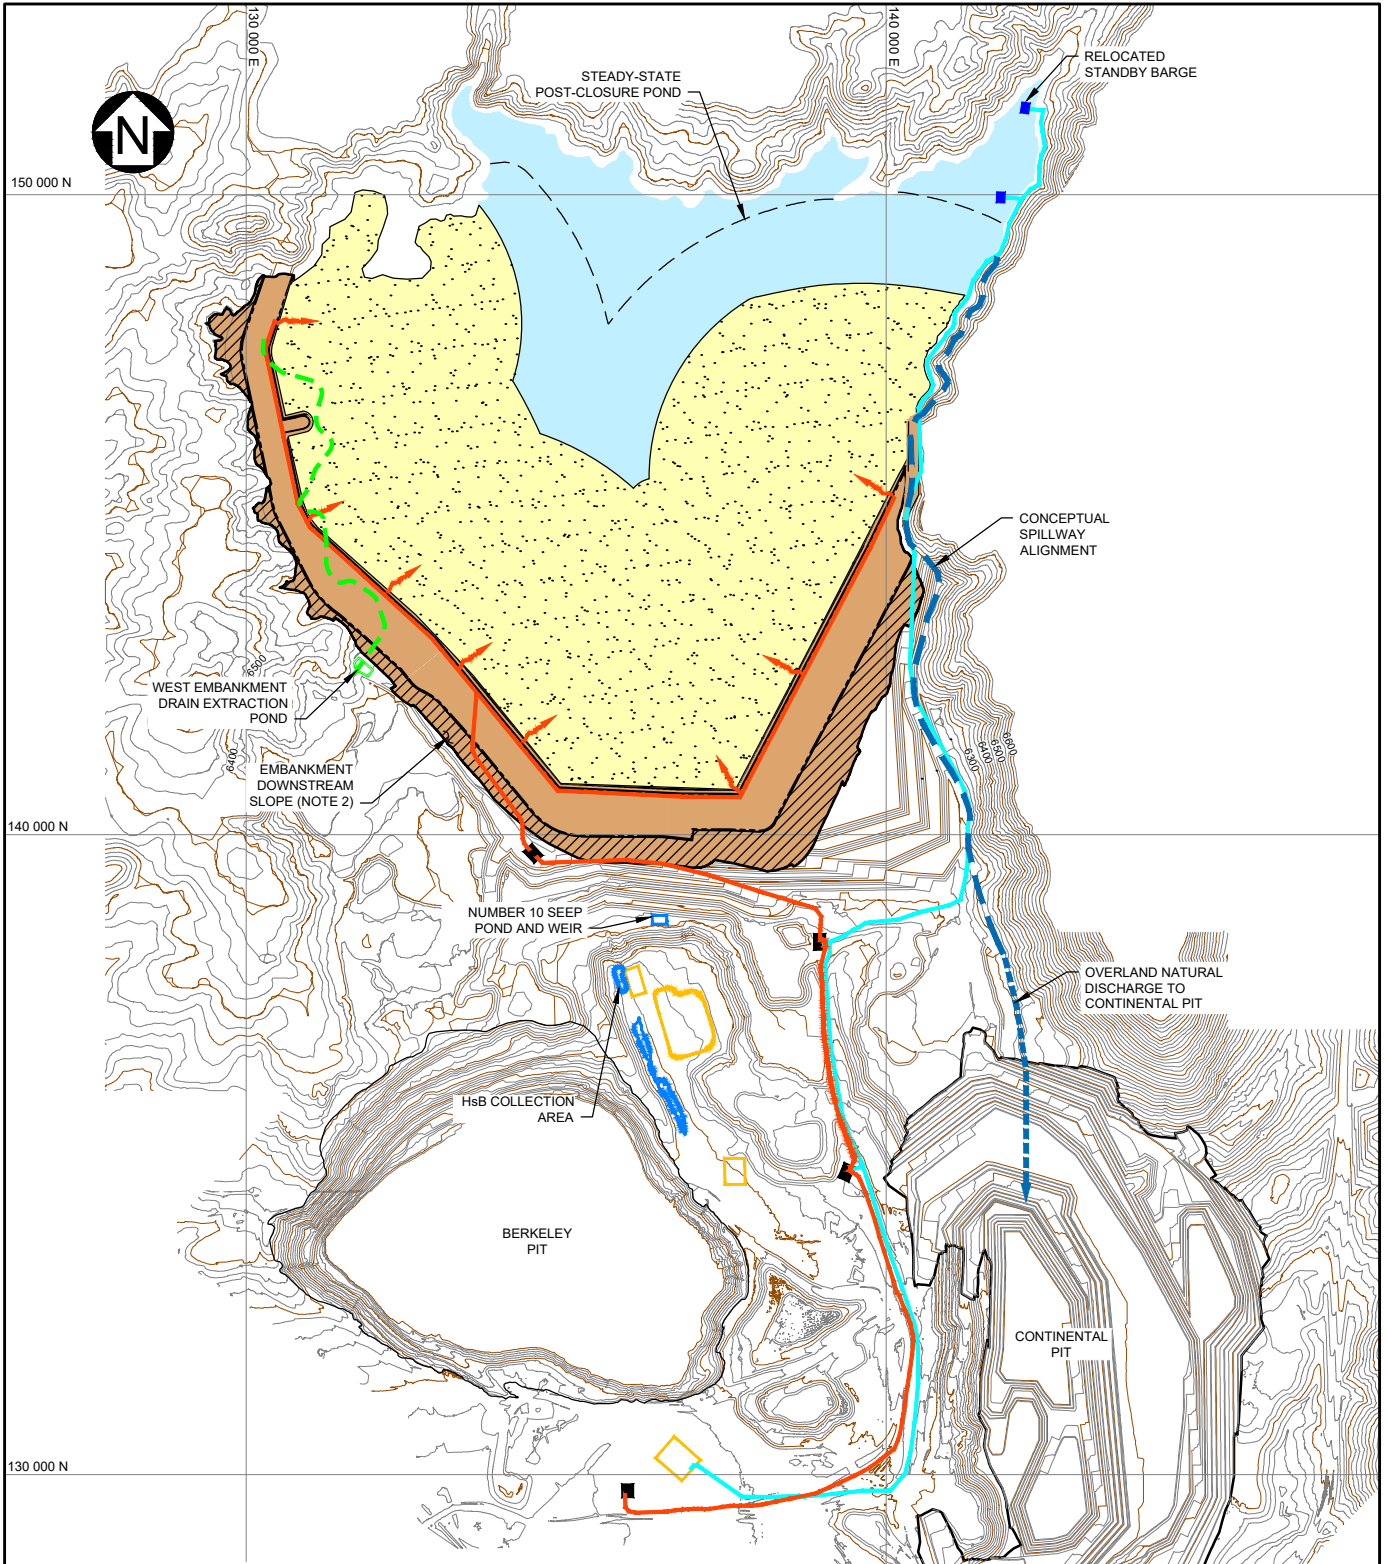 130 000 E
140 000 E
RELOCATED
STANDBY BARGE
STEADY-STATE
POST-CLOSURE POND
N
150 000 N
CONCEPTUAL
SPILLWAY
ALIGNMENT
6500
WEST EMBANKMENT
DRAIN EXTRACTION
POND
6400
EMBANKMENT
DOWNSTREAM
SLOPE (NOTE 2)
6300
6400
6500
6600
140 000 N
NUMBER 10 SEEP
POND AND WEIR
OVERLAND NATURAL
DISCHARGE TO
CONTINENTAL PIT
HsB COLLECTION
AREA
BERKELEY
PIT
CONTINENTAL
PIT
130 000 N